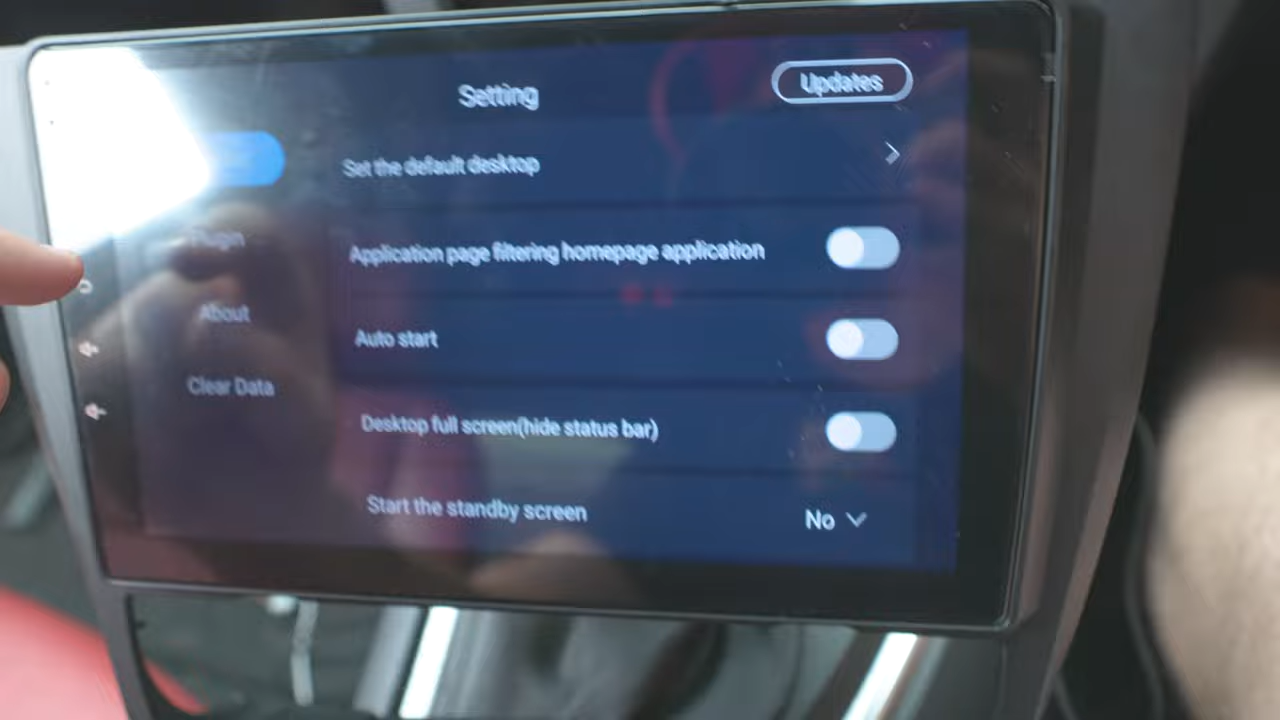 Setting
Updates
Set the default desktop
Application page filtering homepage application
Plugin
About
Auto start
Clear Data
Desktop full screen(hide status bar)
Start the standby screen
No